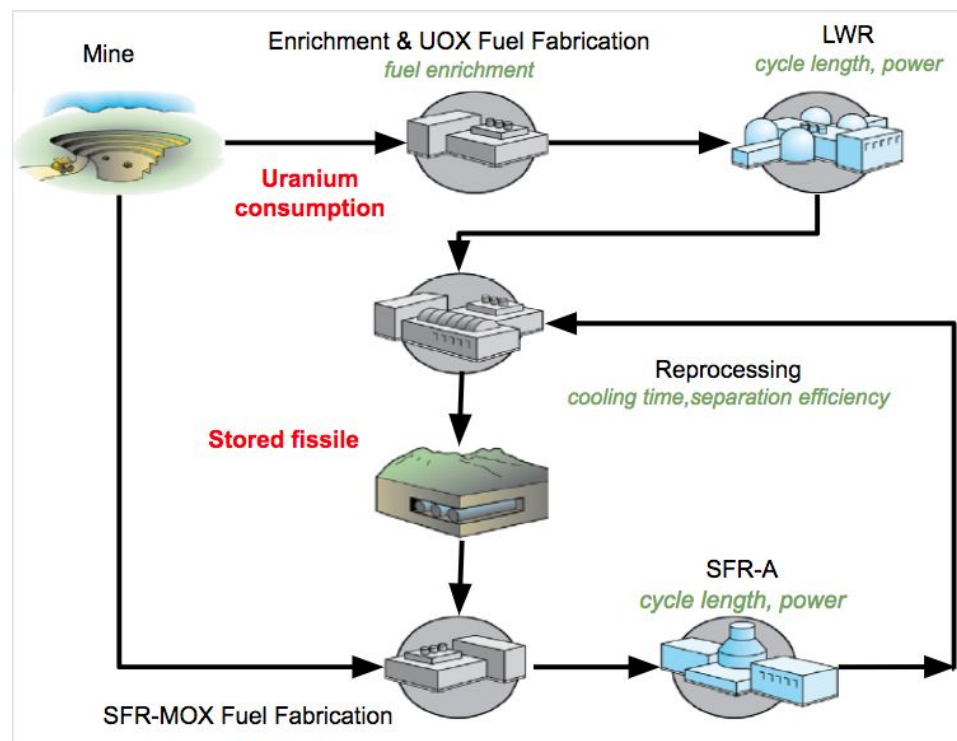 Mine
Enrichment & UOX Fuel Fabrication
fuel enrichment
LWR
cycle length, power
Uranium
consumption
Reprocessing
cooling time,separation efficiency
Stored fissile
SFR-A
cycle length, power
SFR-MOX Fuel Fabrication